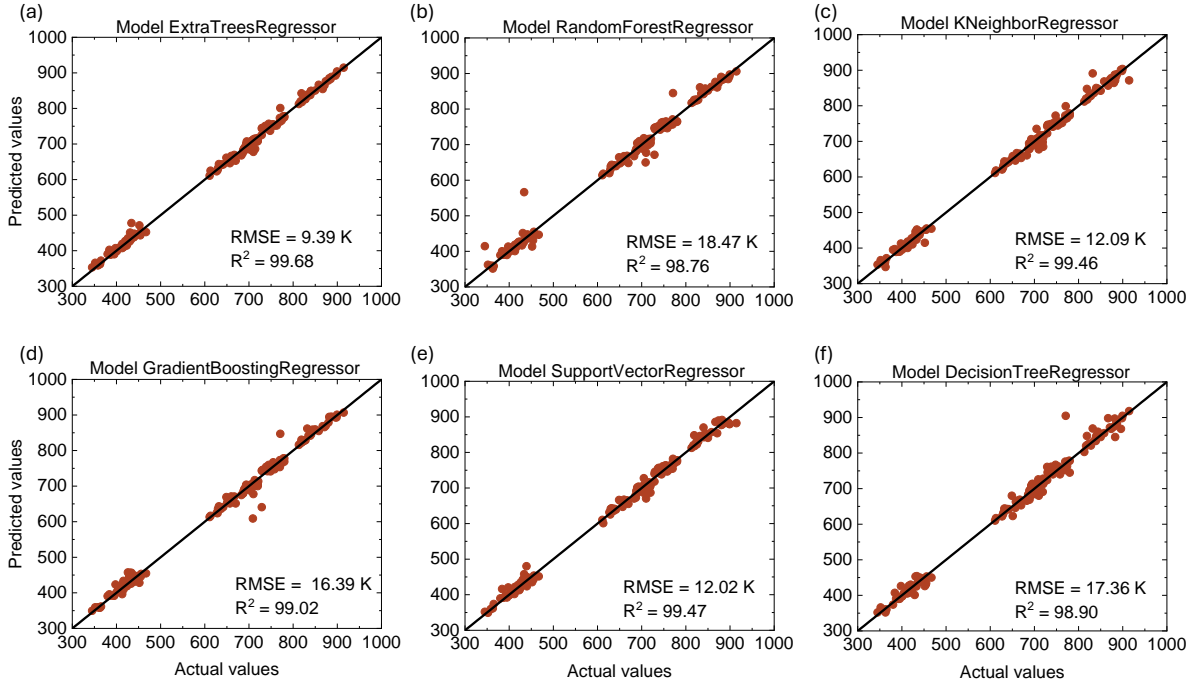 (a)
Model ExtraTreesRegressor
1000
900
800
700
600
500
400
300
300 400 500 600 700 800 900 1000
Predicted values
RMSE = 9.39 K
R² = 99.68
(b)
Model RandomForestRegressor
1000
900
800
700
600
500
400
300
300 400 500 600 700 800 900 1000
RMSE = 18.47 K
R² = 98.76
(c)
Model KNeighborRegressor
1000
900
800
700
600
500
400
300
300 400 500 600 700 800 900 1000
RMSE = 12.09 K
R² = 99.46
(d)
Model GradientBoostingRegressor
1000
900
800
700
600
500
400
300
300 400 500 600 700 800 900 1000
Predicted values
Actual values
RMSE = 16.39 K
R² = 99.02
(e)
Model SupportVectorRegressor
1000
900
800
700
600
500
400
300
300 400 500 600 700 800 900 1000
Actual values
RMSE = 12.02 K
R² = 99.47
(f)
Model DecisionTreeRegressor
1000
900
800
700
600
500
400
300
300 400 500 600 700 800 900 1000
Actual values
RMSE = 17.36 K
R² = 98.90